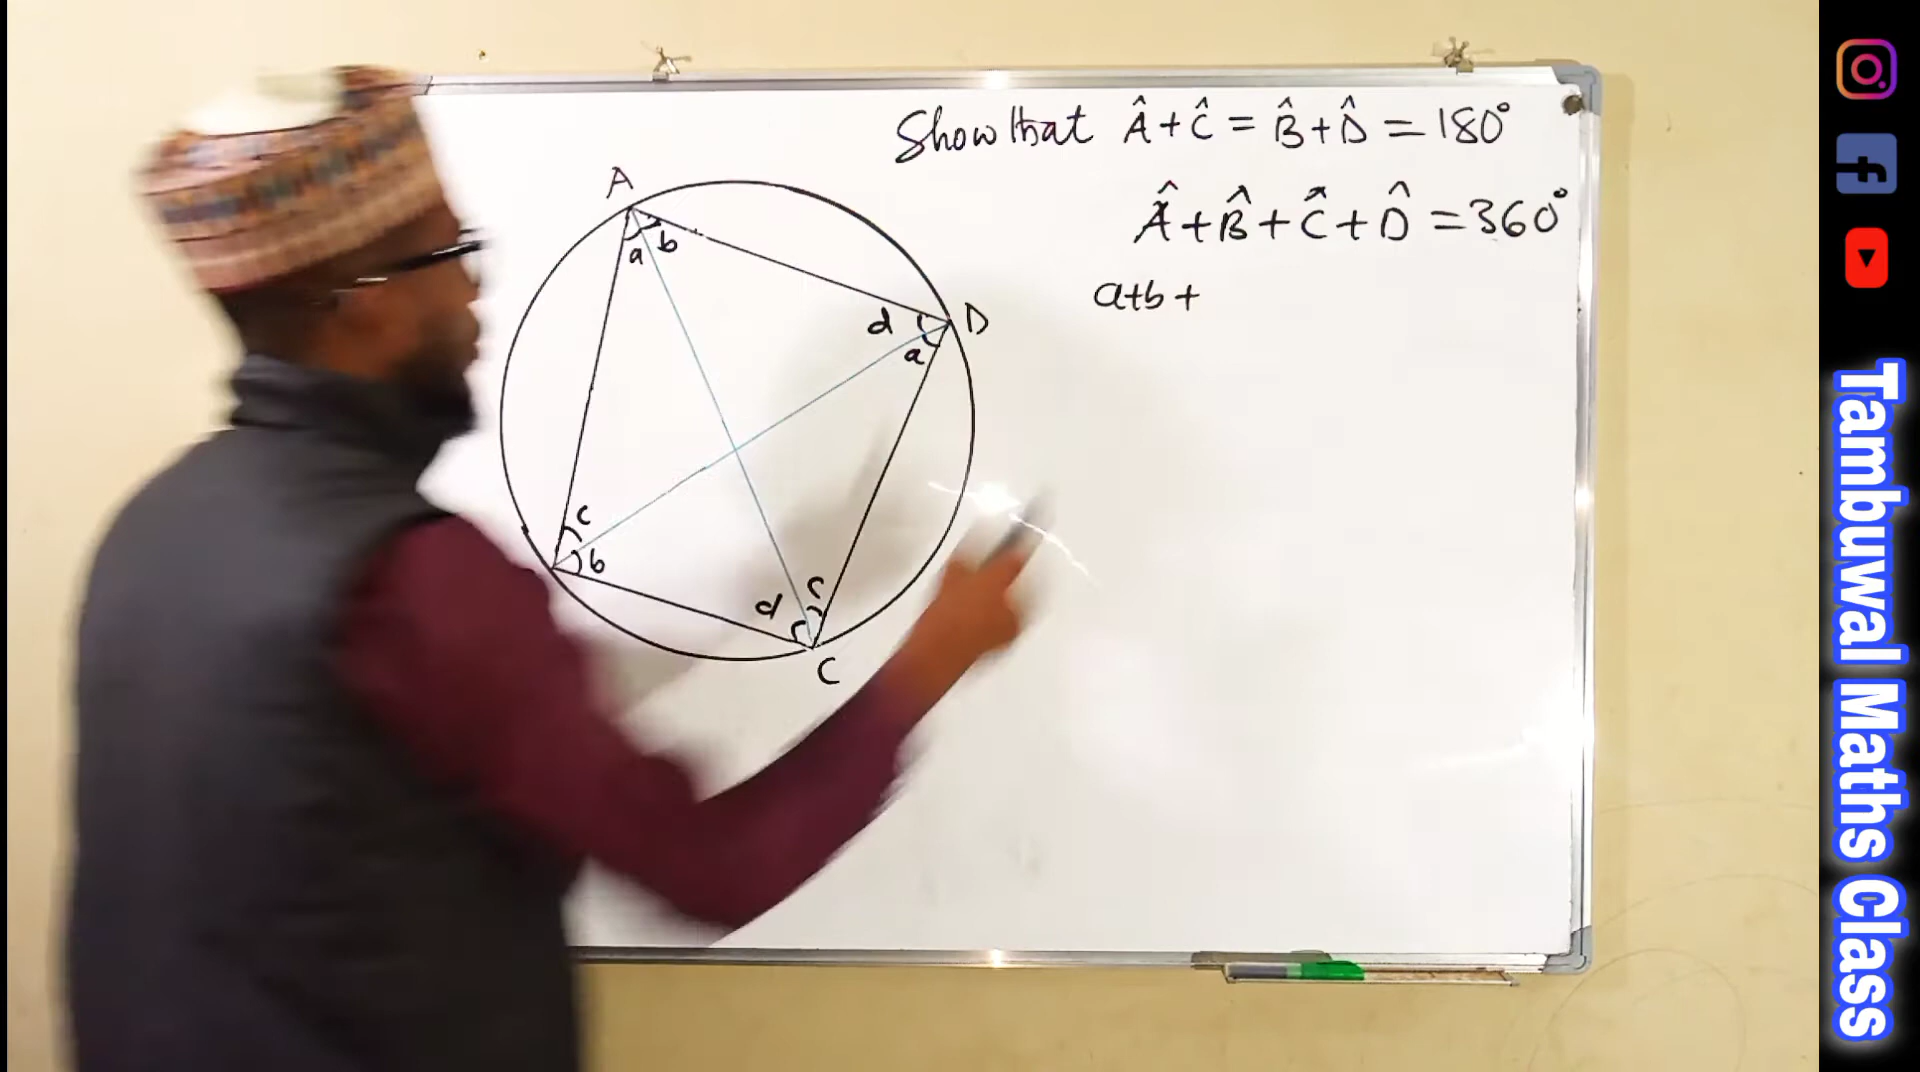 Show that Â + Ĉ = B̂ + D̂ = 180°
Â + B̂ + Ĉ + D̂ = 360°
a+b +
A
a b
d D
a
c
b
d c
C
Tambuwal Maths Class